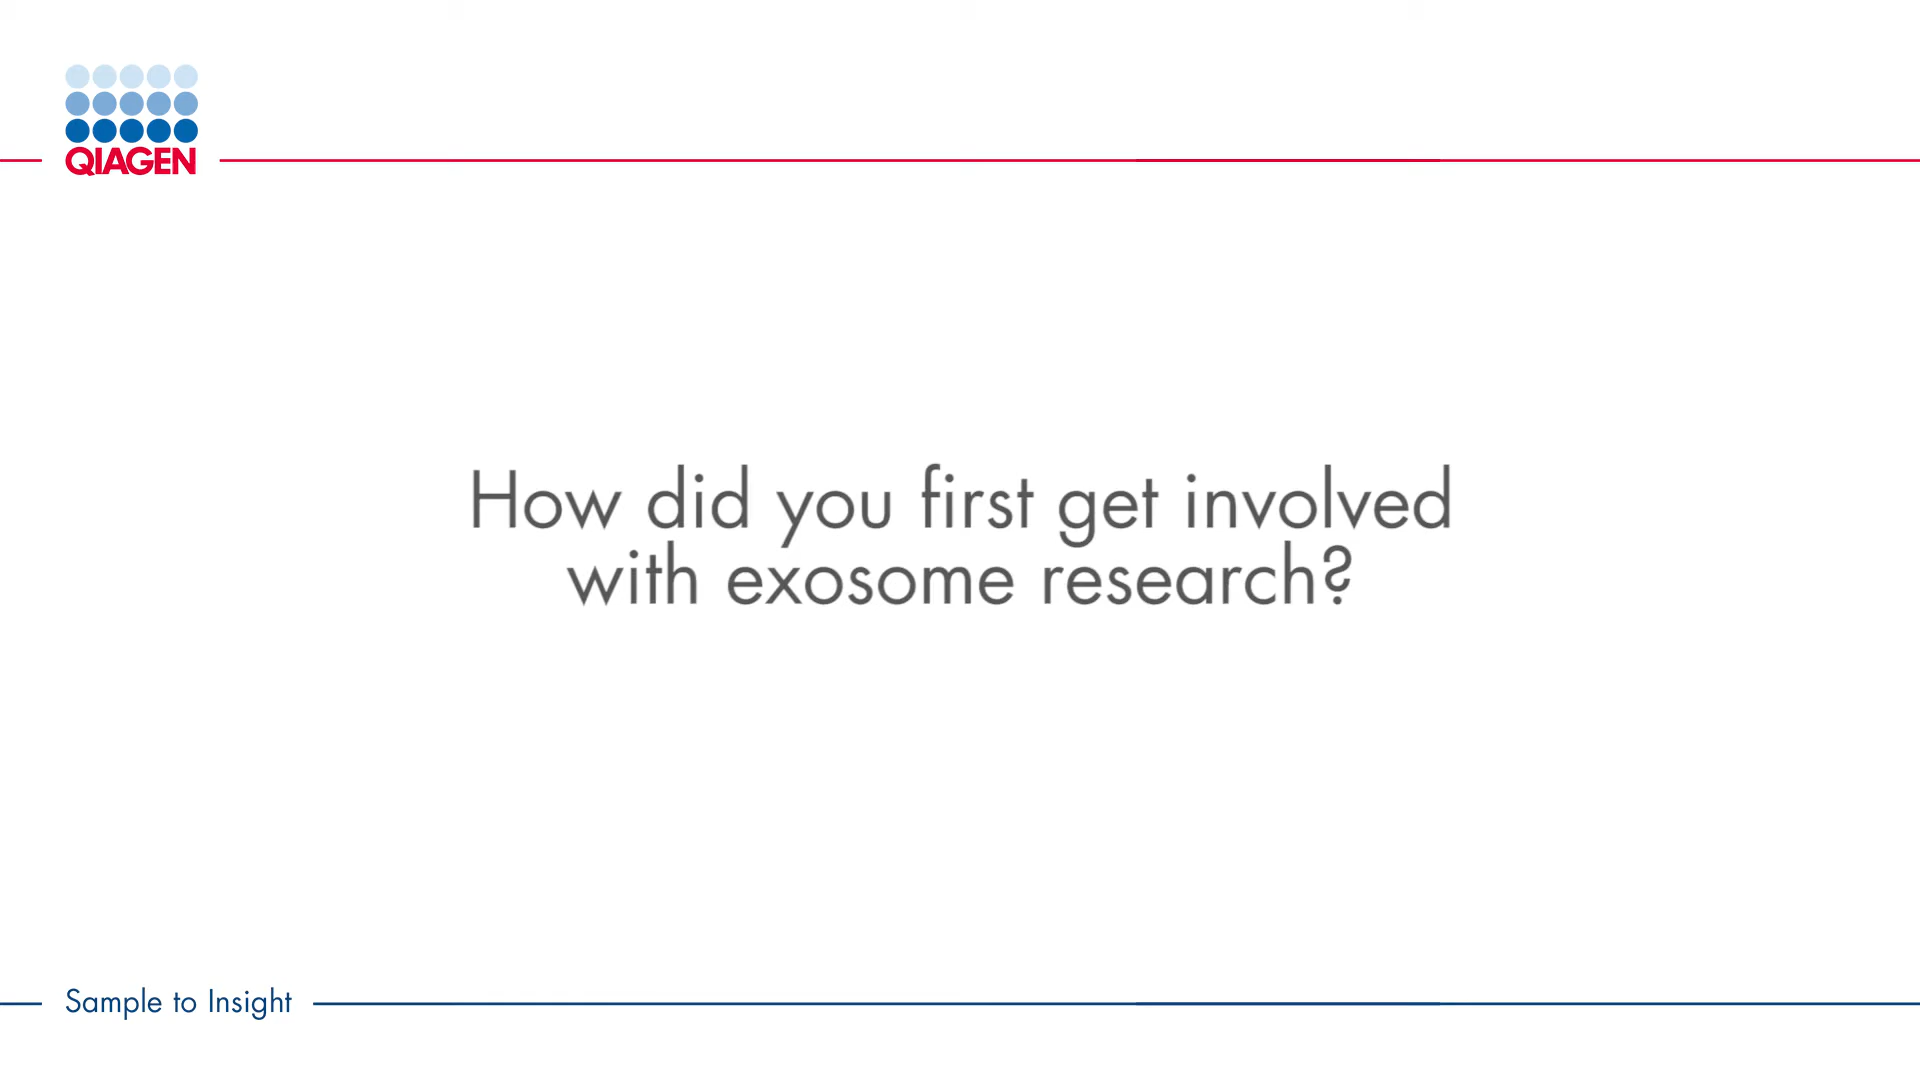 QIAGEN
How did you first get involved
with exosome research?
Sample to Insight